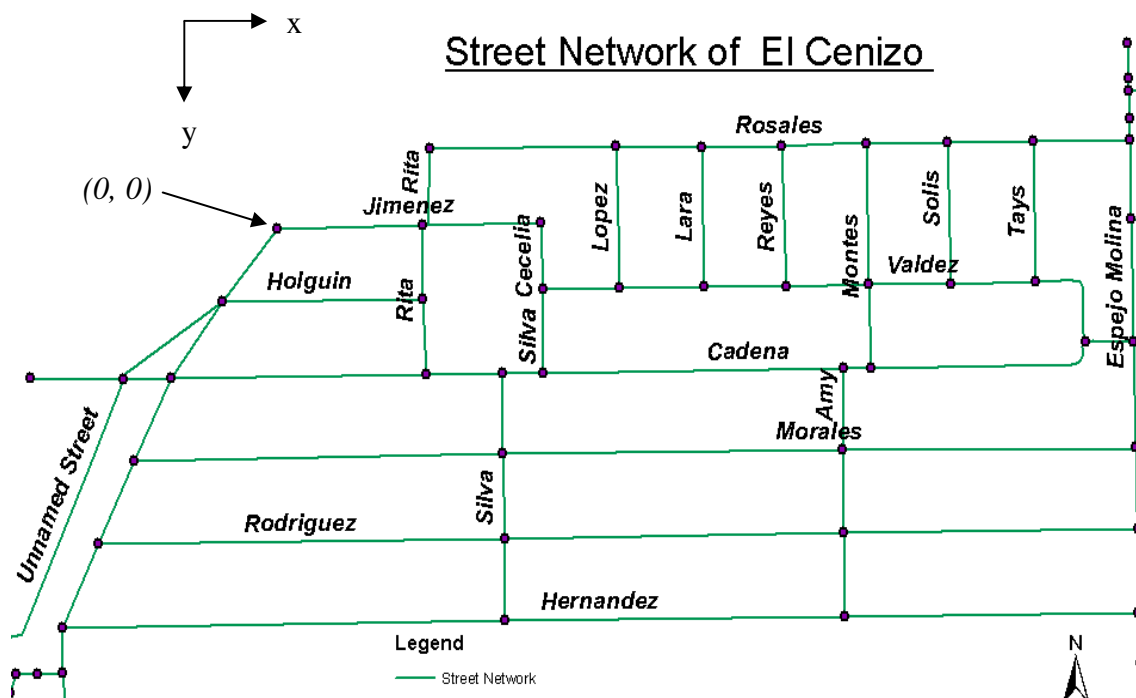 x
Street Network of El Cenizo
y
Rosales
(0, 0)
Rita
Jimenez
Cecelia
Lopez
Lara
Reyes
Montes
Solis
Tays
Espejo Molina
Holguin
Rita
Silva
Valdez
Cadena
Amy
Morales
Unnamed Street
Silva
Rodriguez
Hernandez
Legend
Street Network
N